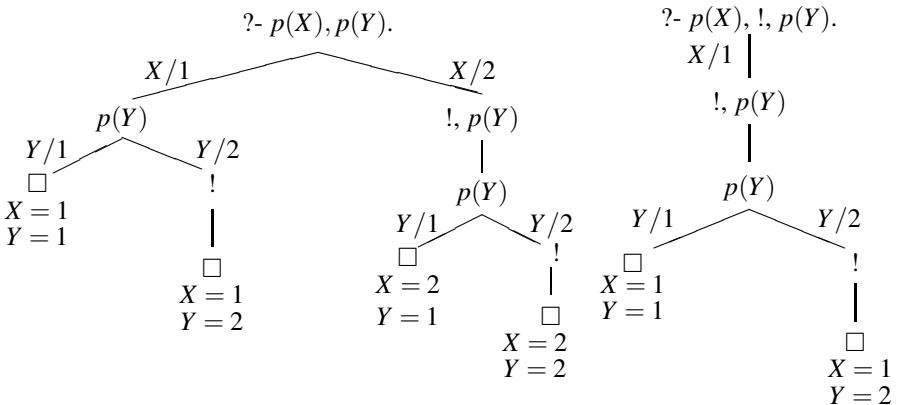 ?- p(X), p(Y).
X/1
X/2
p(Y)
!, p(Y)
Y/1
Y/2
□
!
X = 1
Y = 1
□
X = 1
Y = 2
p(Y)
Y/1
Y/2
□
!
X = 2
Y = 1
□
X = 2
Y = 2
?- p(X), !, p(Y).
X/1
!, p(Y)
p(Y)
Y/1
Y/2
□
!
X = 1
Y = 1
□
X = 1
Y = 2